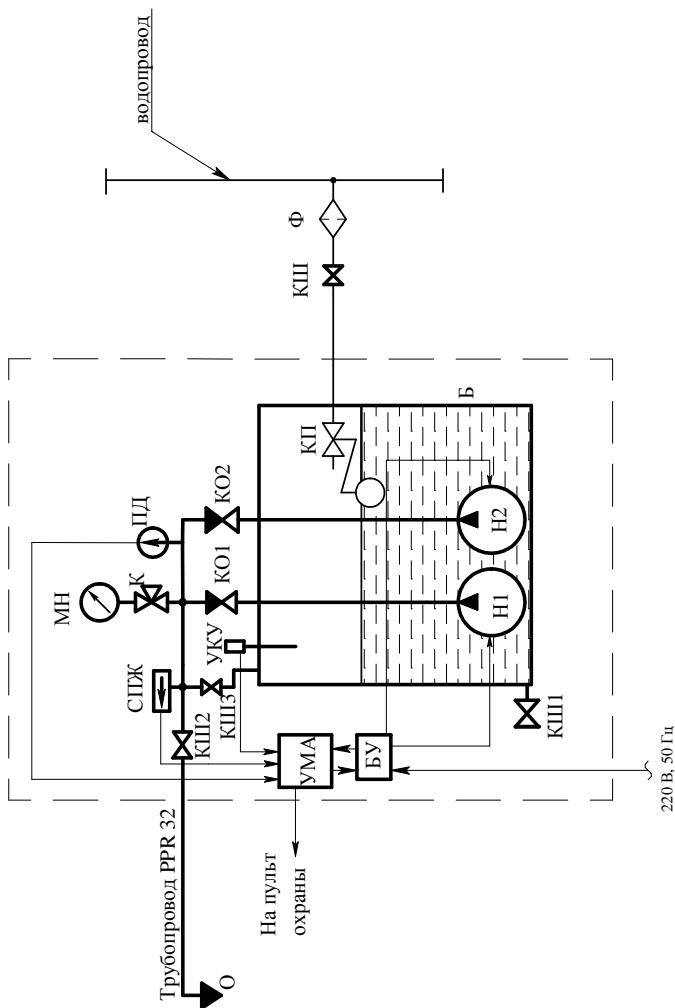 водопровод
Ф
КШ
КП
Б
ПД
КО2
МН
К
КО1
УКУ
СПЖ
КШ3
КШ2
Н2
Н1
КШ1
УМА
БУ
220 В, 50 Гц
Трубопровод PPR 32
На пульт
охраны
О